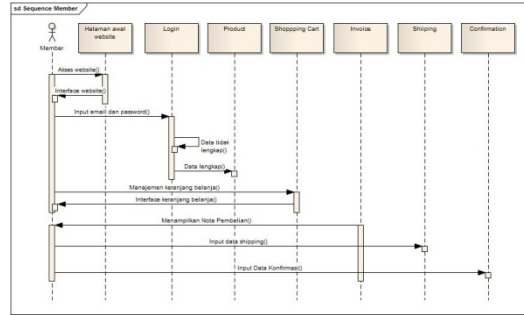 sd Sequence Member
Halaman awal
website
Login
Product
Shoppping Cart
Invoice
Shiiping
Confirmation
Member
Akses website()
Interface website()
Input email dan password()
Data tidak
lengkap()
Data lengkap()
Manajemen keranjang belanja()
Interface keranjang belanja()
Menampilkan Nota Pembelian()
Input data shipping()
Input Data Konfirmasi()